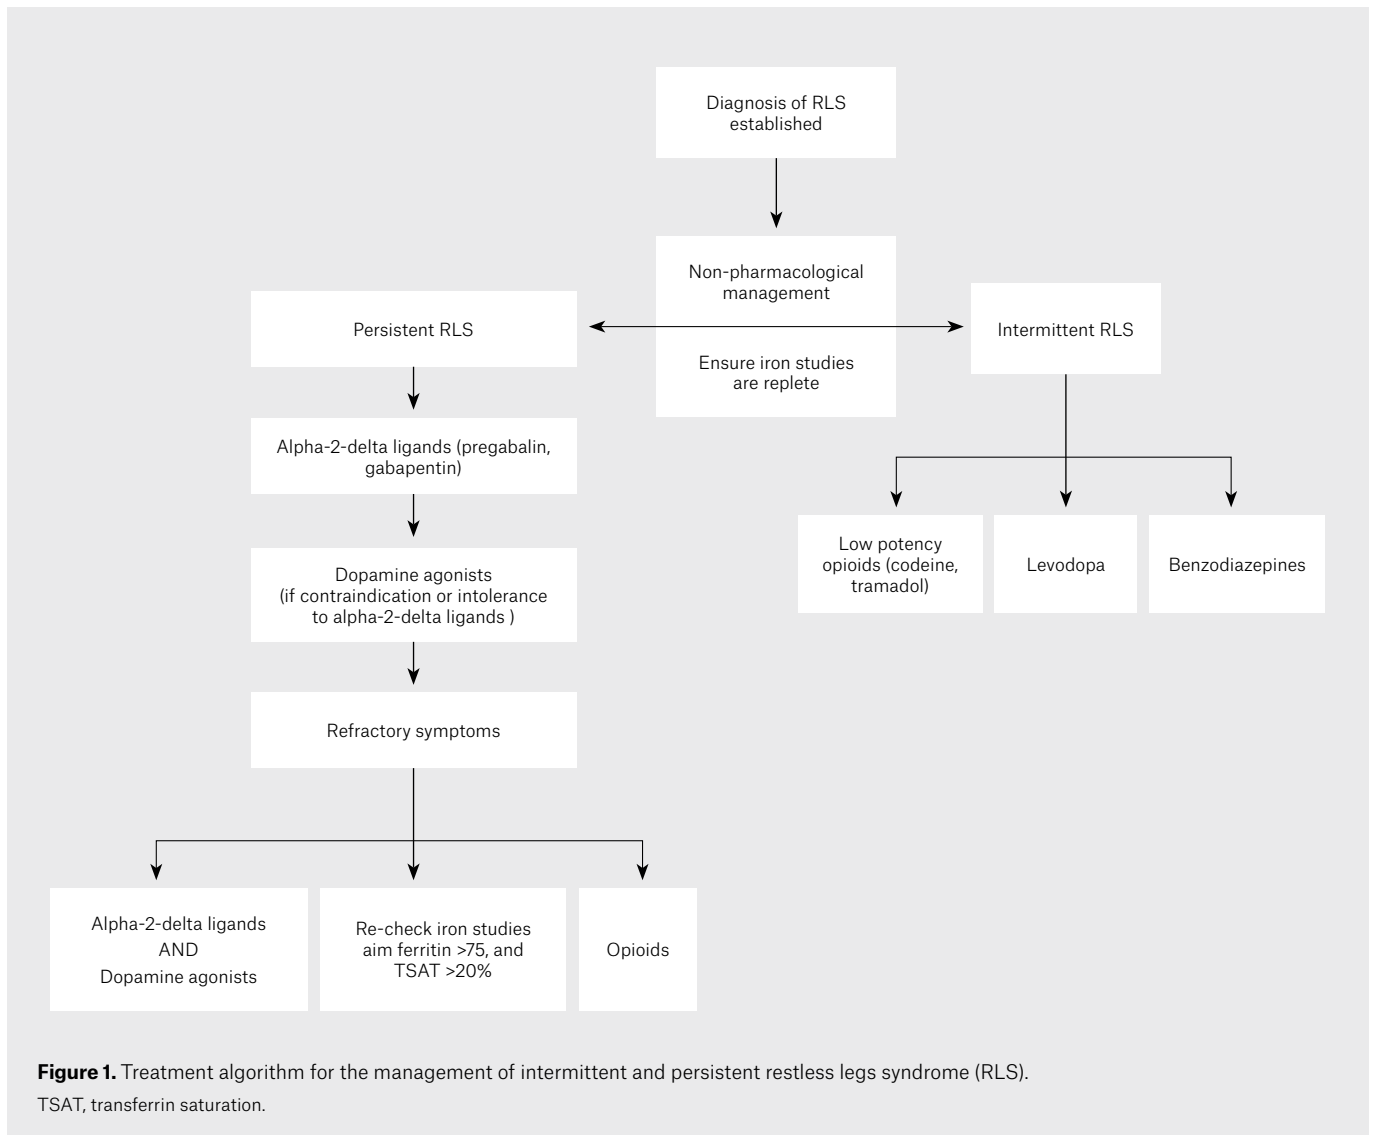 Diagnosis of RLS
established
Non-pharmacological
management
Ensure iron studies
are replete
Persistent RLS
Intermittent RLS
Alpha-2-delta ligands (pregabalin,
gabapentin)
Dopamine agonists
(if contraindication or intolerance
to alpha-2-delta ligands )
Refractory symptoms
Low potency
opioids (codeine,
tramadol)
Levodopa
Benzodiazepines
Alpha-2-delta ligands
AND
Dopamine agonists
Re-check iron studies
aim ferritin >75, and
TSAT >20%
Opioids
Figure 1. Treatment algorithm for the management of intermittent and persistent restless legs syndrome (RLS).
TSAT, transferrin saturation.